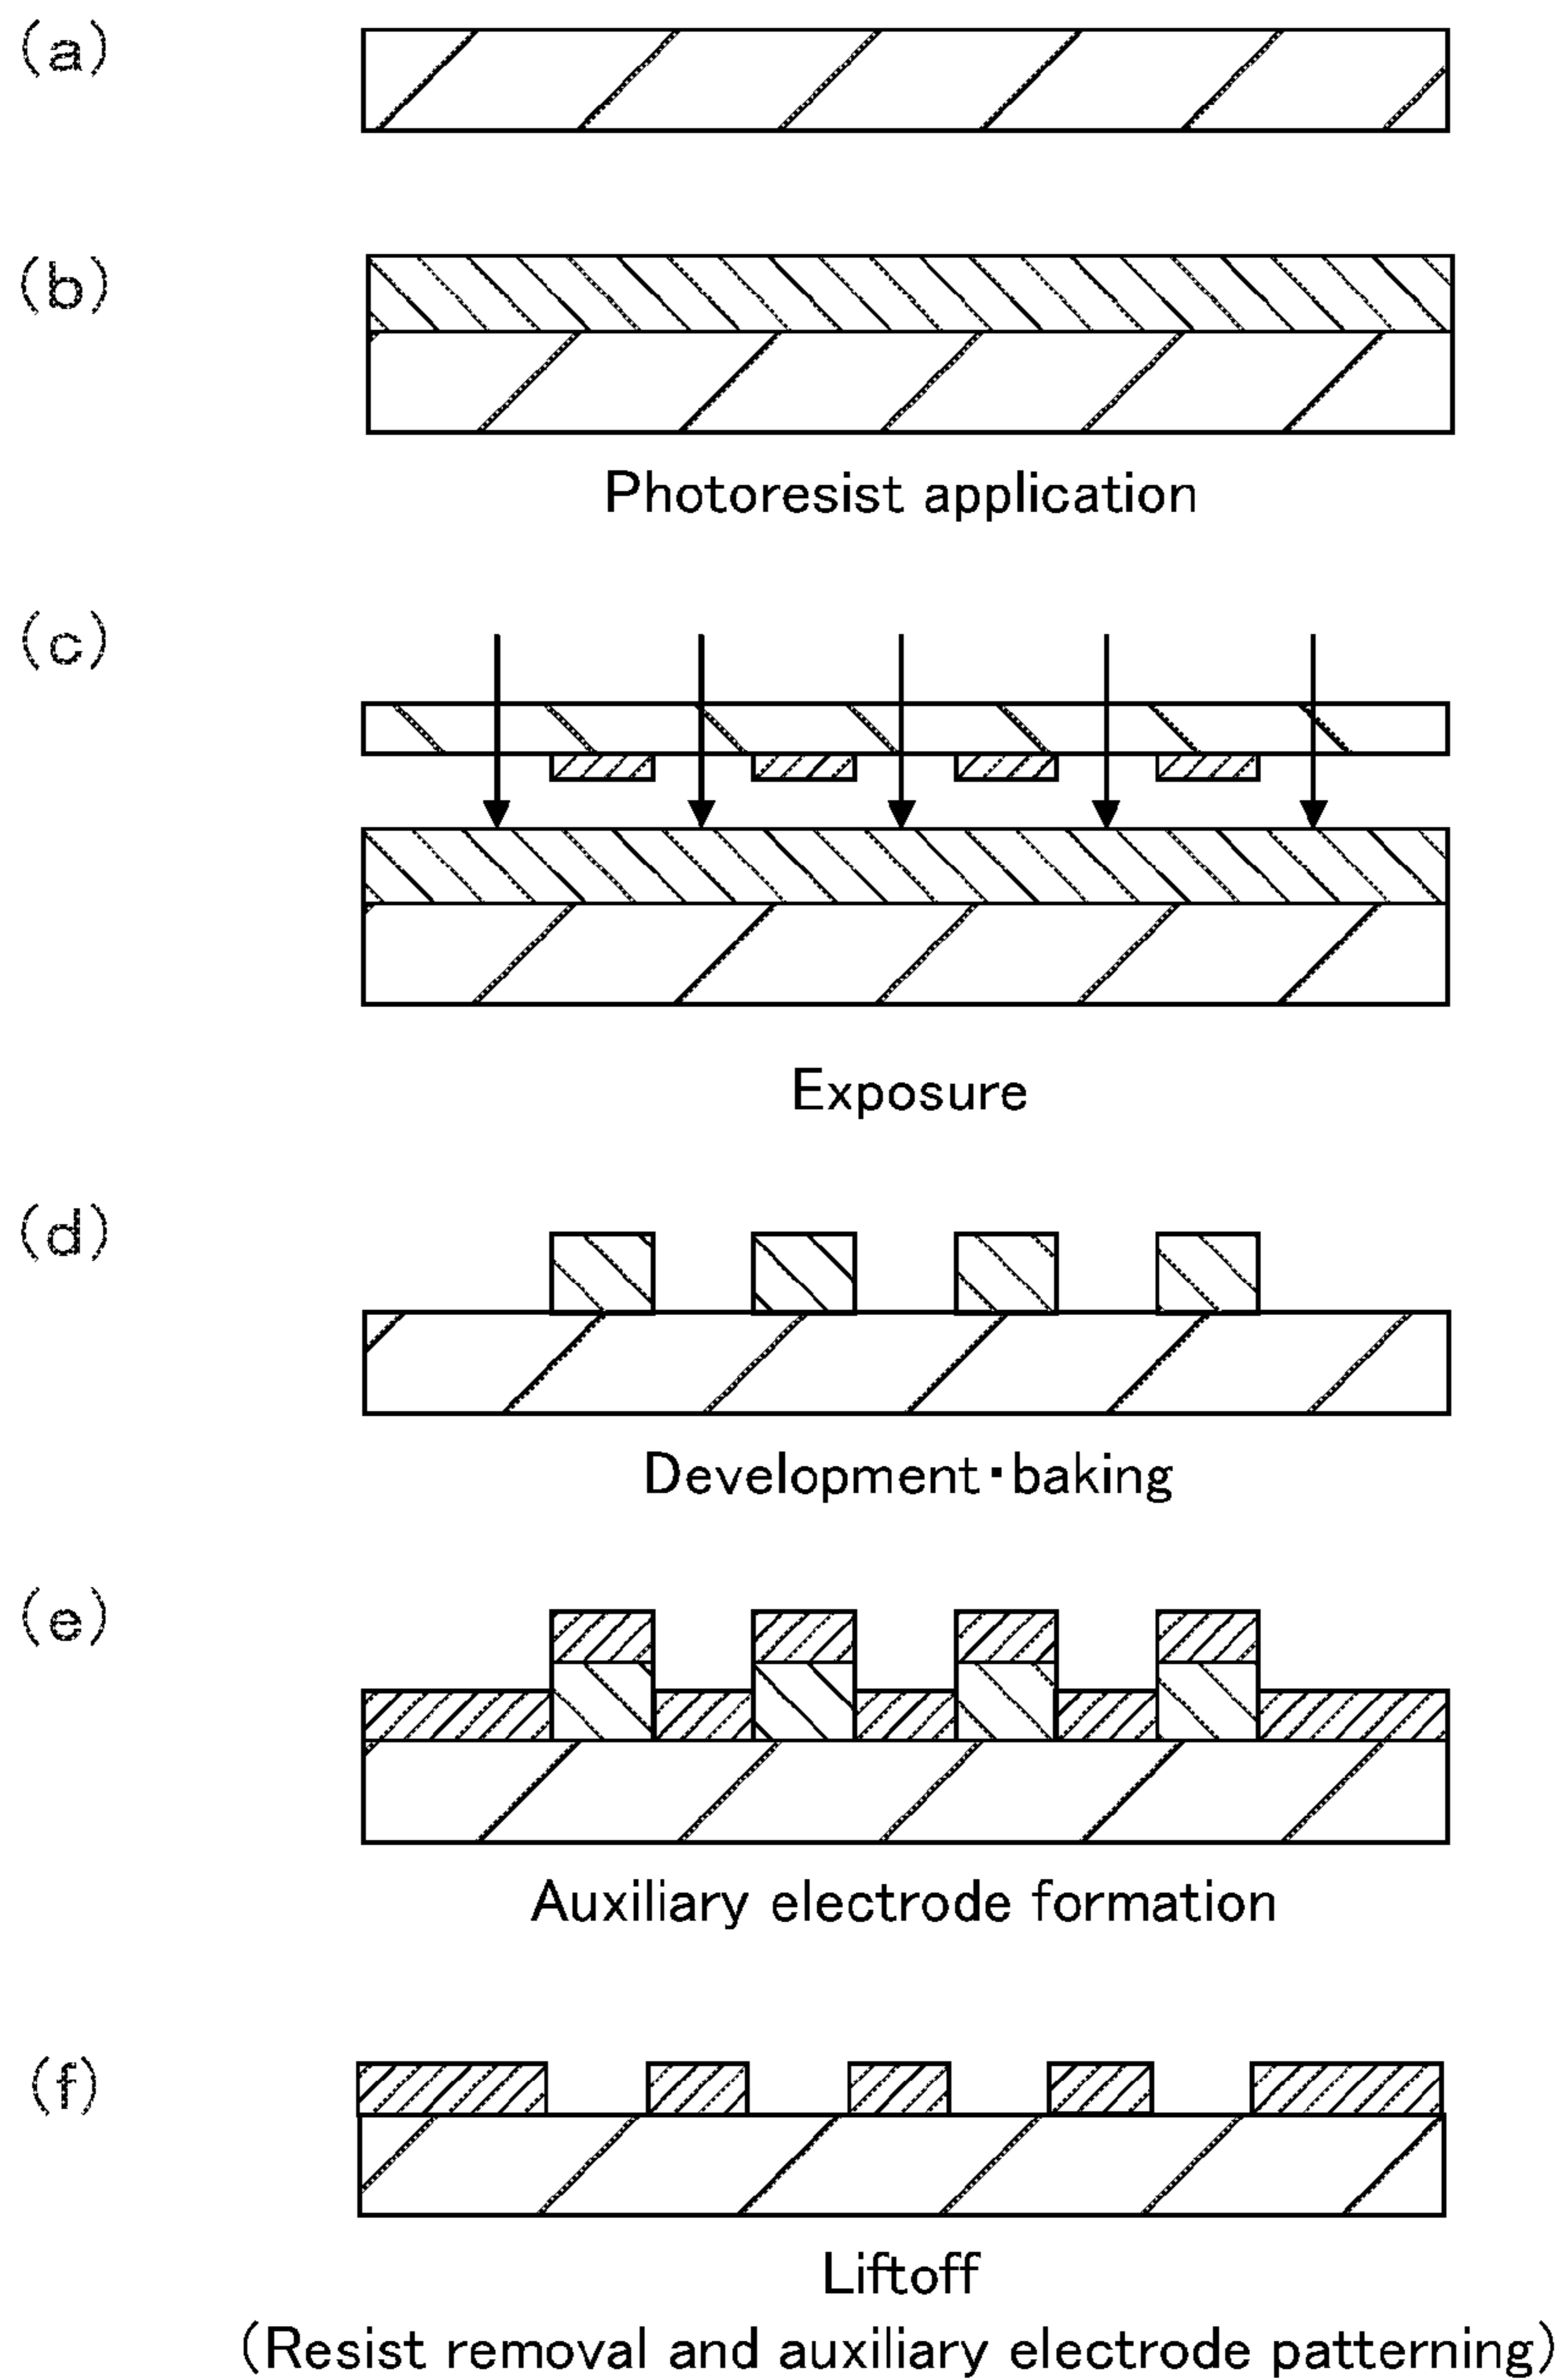 (a)
(b)
Photoresist application
(c)
Exposure
(d)
Development・baking
(e)
Auxiliary electrode formation
(f)
Liftoff
(Resist removal and auxiliary electrode patterning)